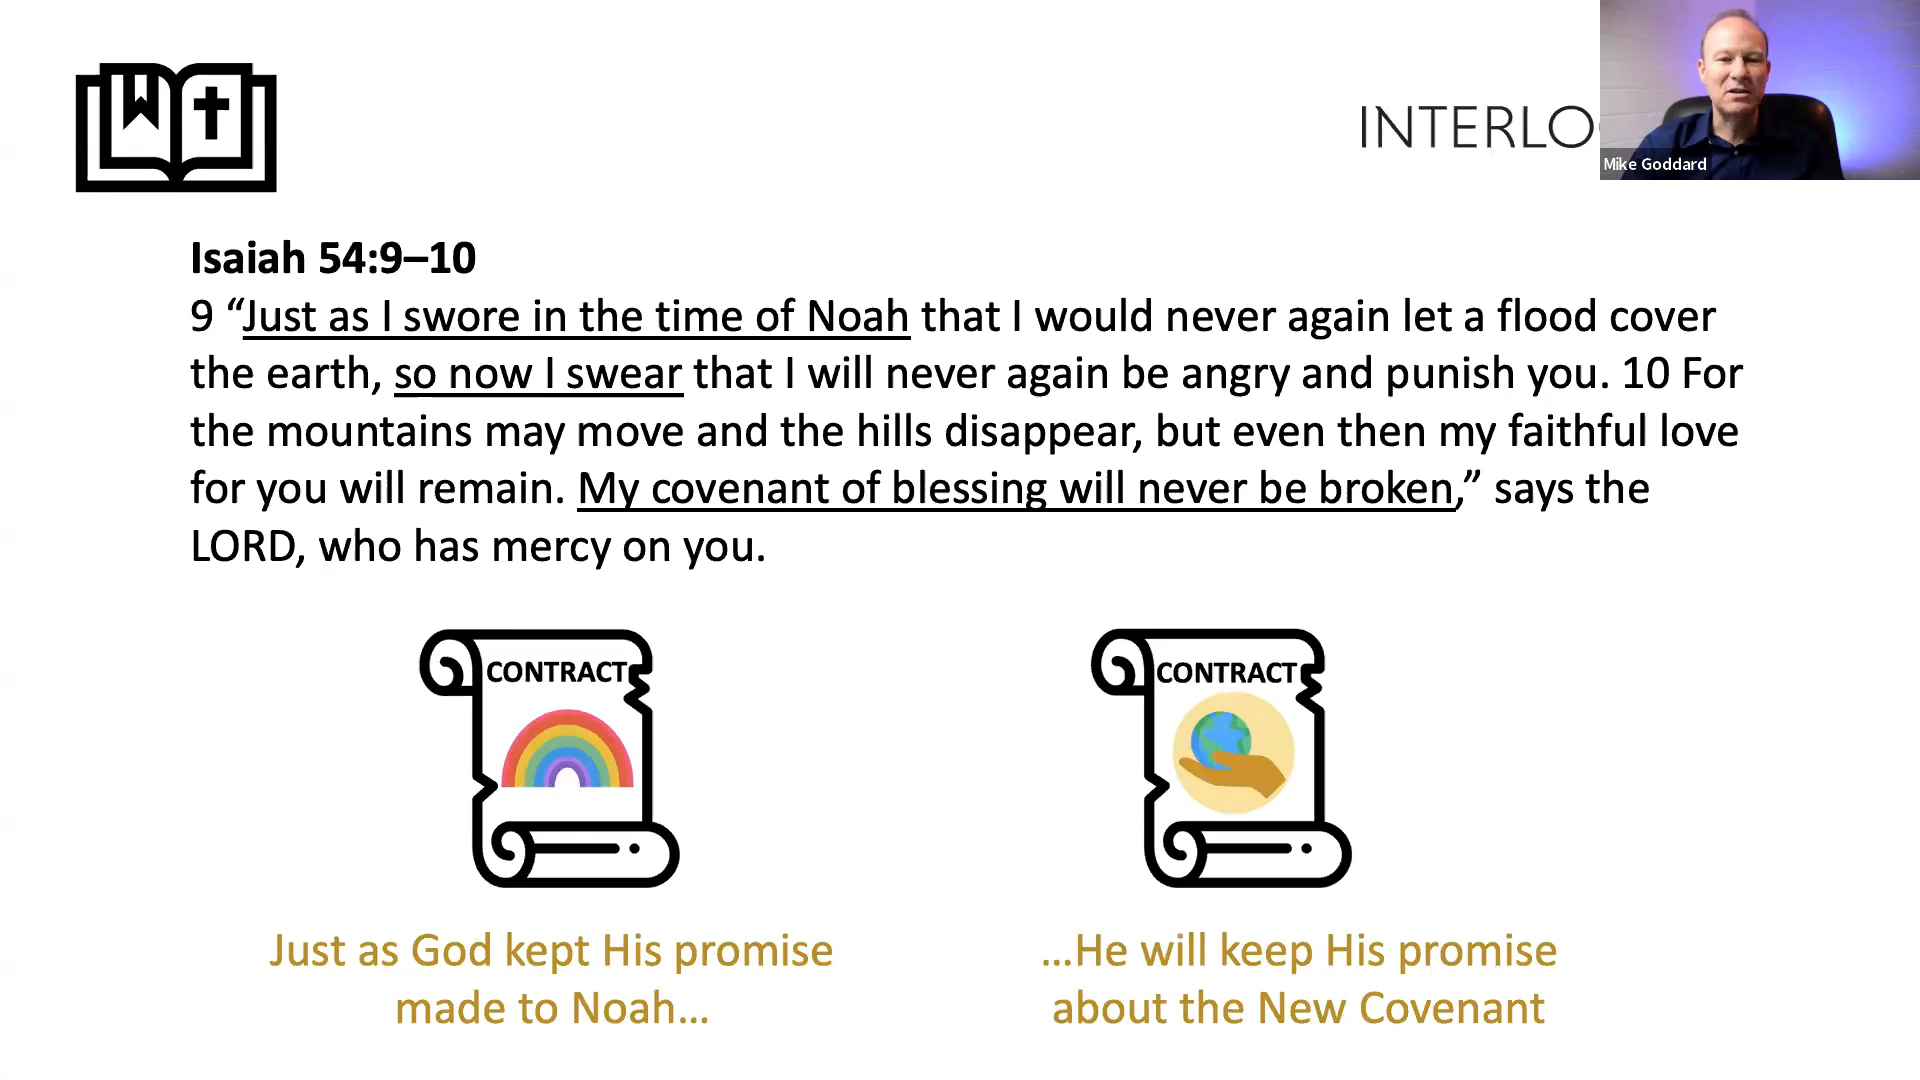 INTERLO
Mike Goddard
Isaiah 54:9–10
9 “Just as I swore in the time of Noah that I would never again let a flood cover
the earth, so now I swear that I will never again be angry and punish you. 10 For
the mountains may move and the hills disappear, but even then my faithful love
for you will remain. My covenant of blessing will never be broken,” says the
LORD, who has mercy on you.
CONTRACT
CONTRACT
Just as God kept His promise
made to Noah…
…He will keep His promise
about the New Covenant